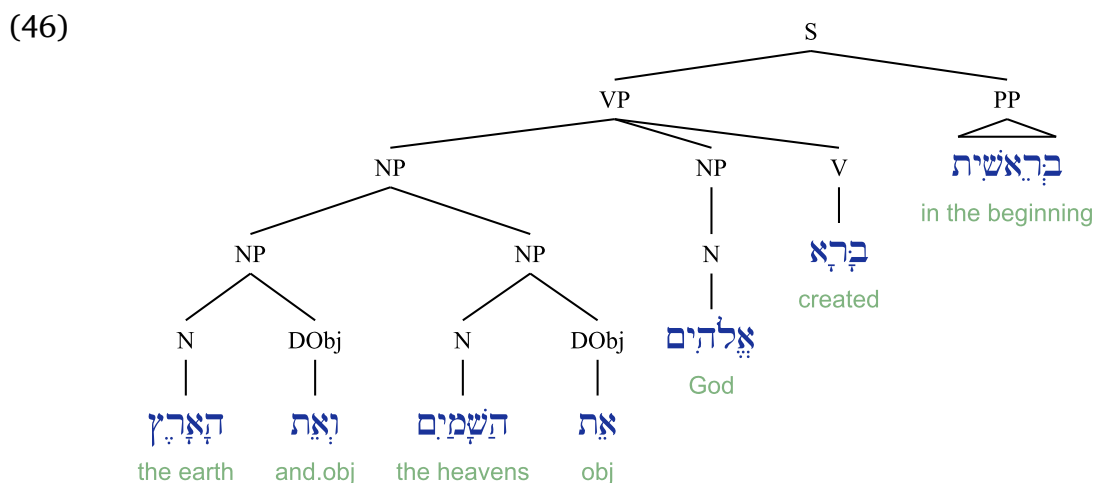 (46)
S
VP PP
NP NP V בְּרֵאשִׁית
in the beginning
NP NP N בָּרָא
created
N DObj N DObj אֱלֹהִים
God
הָאָרֶץ וְאֵת הַשָּׁמַיִם אֵת
the earth and.obj the heavens obj